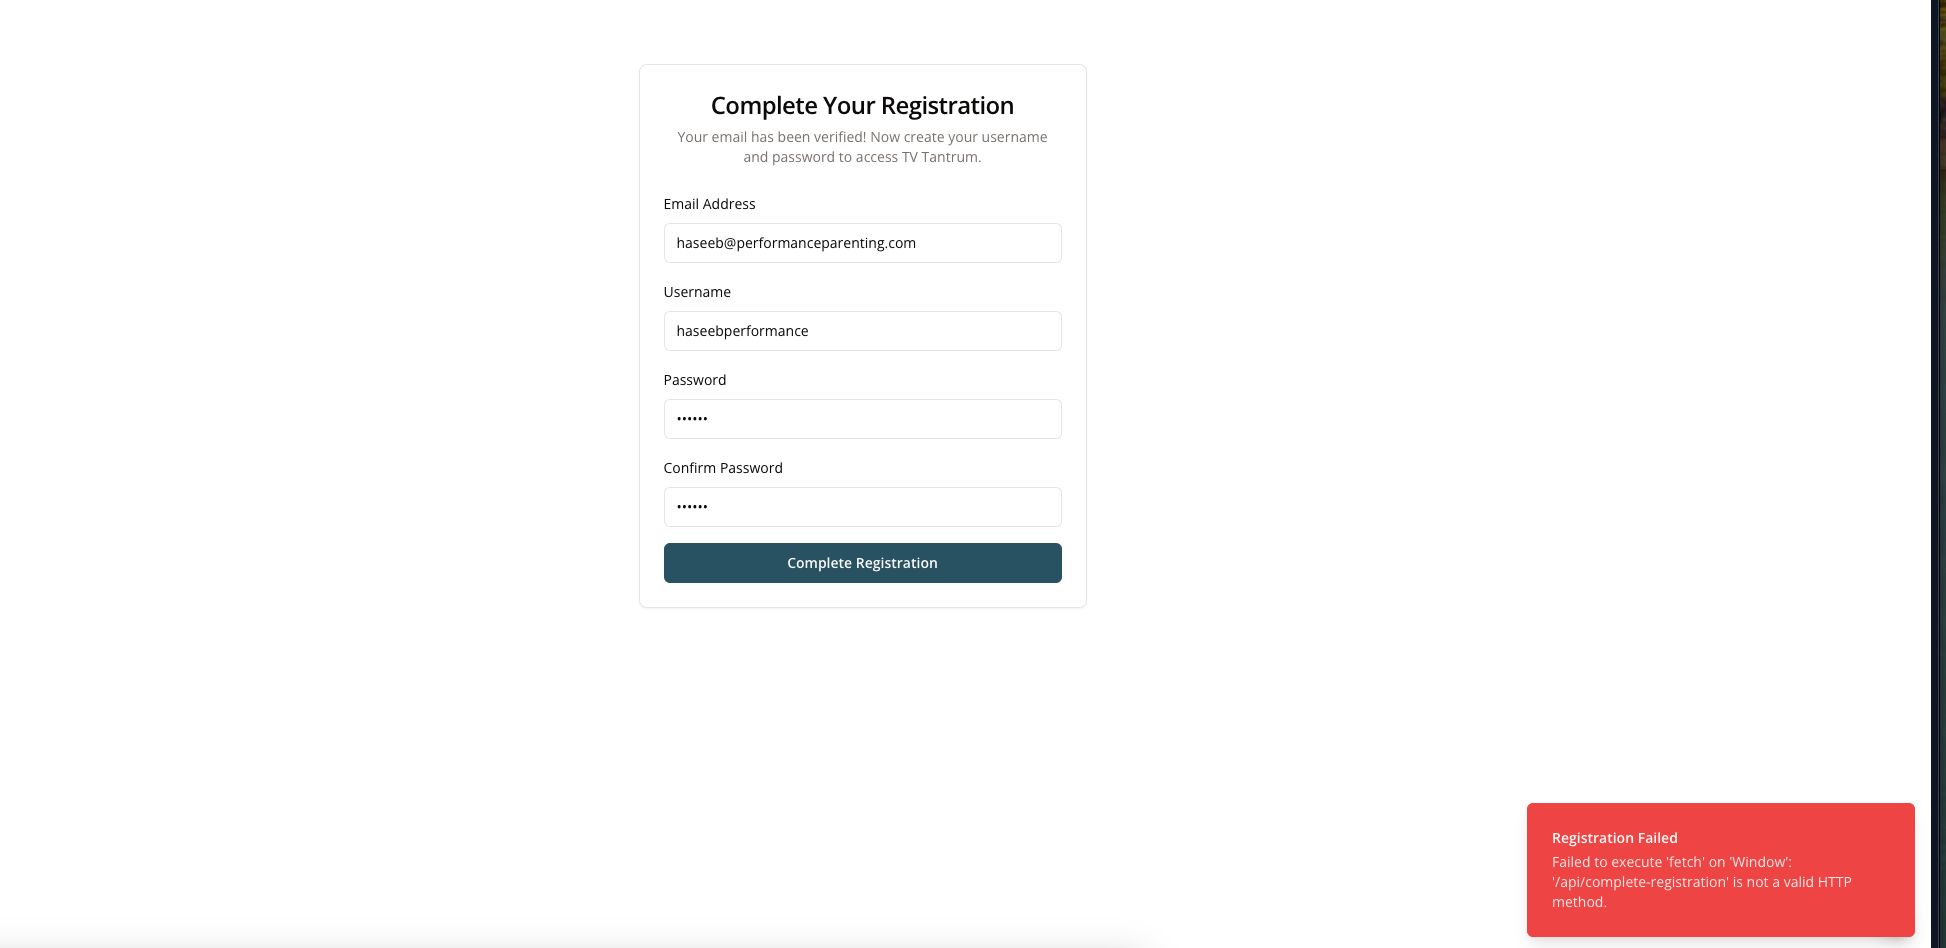 Complete Your Registration
Your email has been verified! Now create your username
and password to access TV Tantrum.
Email Address
haseeb@performanceparenting.com
Username
haseebperformance
Password
••••••
Confirm Password
••••••
Complete Registration
Registration Failed
Failed to execute 'fetch' on 'Window':
'/api/complete-registration' is not a valid HTTP
method.